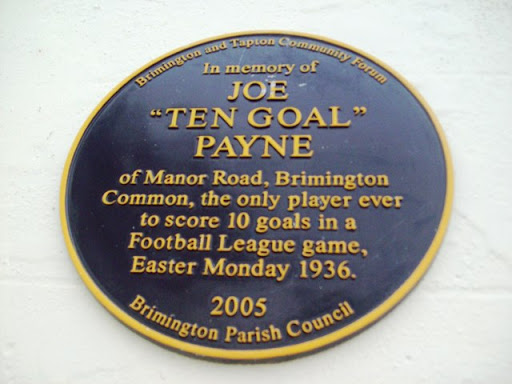 Brimington and Tapton Community Forum
In memory of
JOE
"TEN GOAL"
PAYNE
of Manor Road, Brimington
Common, the only player ever
to score 10 goals in a
Football League game,
Easter Monday 1936.
2005
Brimington Parish Council